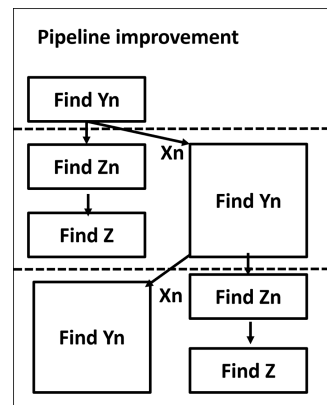 Pipeline improvement
Find Yn
Find Zn
Xn
Find Yn
Find Z
Find Yn
Xn
Find Zn
Find Z